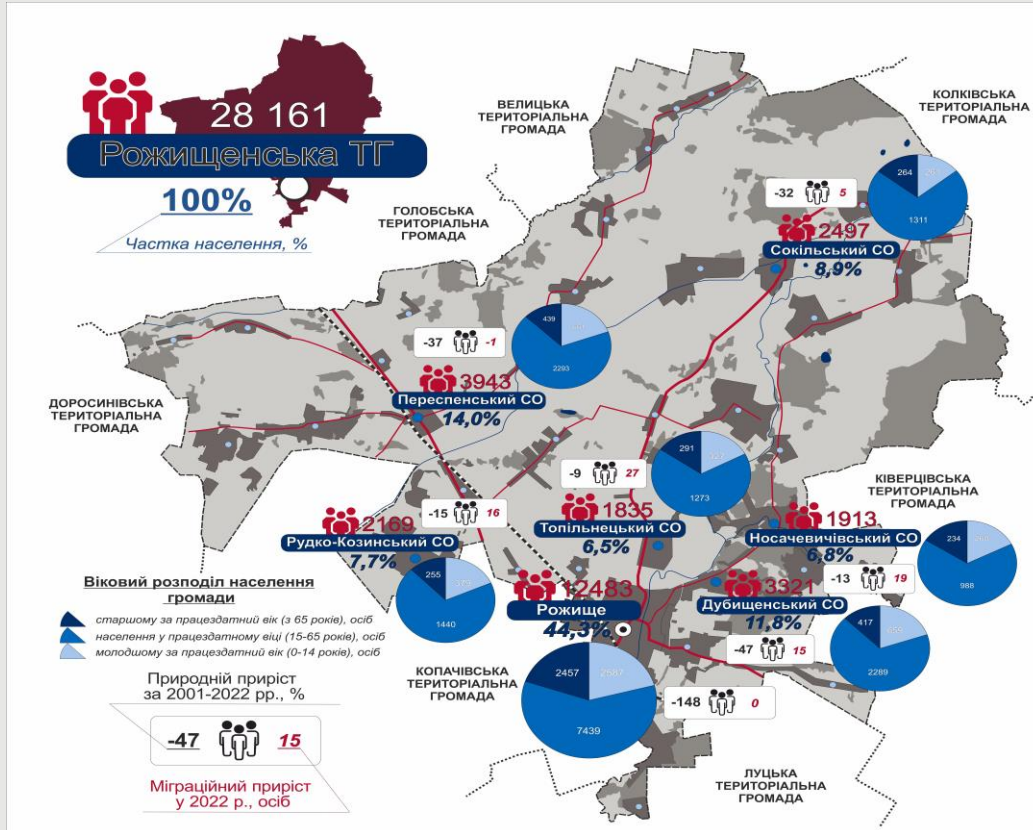 28 161
Рожищенська ТГ
100%
Частка населення, %
ВЕЛИЦЬКА
ТЕРИТОРІАЛЬНА
ГРОМАДА
КОЛКІВСЬКА
ТЕРИТОРІАЛЬНА
ГРОМАДА
ГОЛОБСЬКА
ТЕРИТОРІАЛЬНА
ГРОМАДА
-32 5
264
1311
2497
Сокільський СО
8,9%
439
2293
-37 -1
3943
Переспенський СО
14,0%
ДОРОСИНІВСЬКА
ТЕРИТОРІАЛЬНА
ГРОМАДА
291 327
1273
-9 27
1835
Топільнецький СО
6,5%
КІВЕРЦІВСЬКА
ТЕРИТОРІАЛЬНА
ГРОМАДА
-15 16
2169
Рудко-Козинський СО
7,7%
255
1440
1913
Носачевичівський СО
6,8%
234
988
-13 19
12483
Рожище
44,3%
3321
Дубищенський СО
11,8%
417 659
2289
-47 15
Віковий розподіл населення
громади
старшому за працездатний вік (з 65 років), осіб
населення у працездатному віці (15-65 років), осіб
молодшому за працездатний вік (0-14 років), осіб
КОПАЧІВСЬКА
ТЕРИТОРІАЛЬНА
ГРОМАДА
2457 2587
7439
-148 0
Природній приріст
за 2001-2022 рр., %
-47 15
Міграційний приріст
у 2022 р., осіб
ЛУЦЬКА
ТЕРИТОРІАЛЬНА
ГРОМАДА